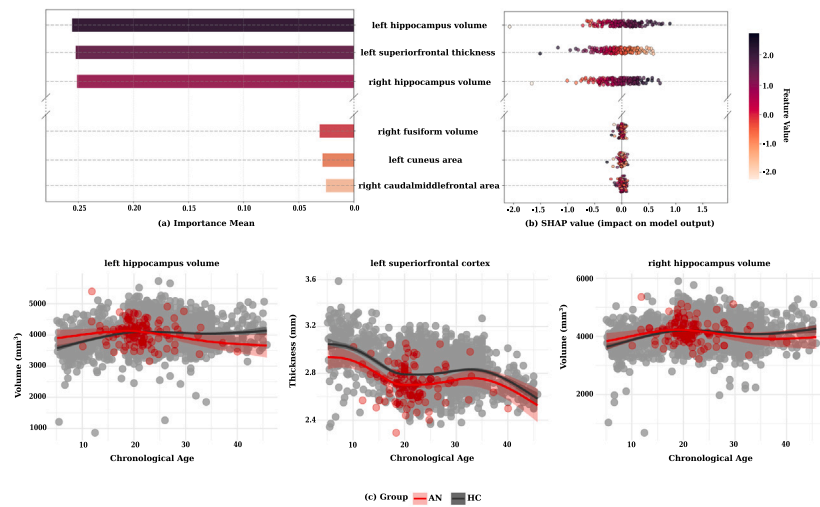 left hippocampus volume
left superiorfrontal thickness
right hippocampus volume
right fusiform volume
left cuneus area
right caudalmiddlefrontal area
0.25 0.20 0.15 0.10 0.05 0.0
(a) Importance Mean
-2.0 -1.5 -1.0 -0.5 0.0 0.5 1.0 1.5
(b) SHAP value (impact on model output)
2.0
1.0
0.0
-1.0
-2.0
Feature Value
left hippocampus volume
5000
4000
3000
2000
1000
Volume (mm³)
10 20 30 40
Chronological Age
left superiorfrontal cortex
3.6
3.2
2.8
2.4
Thickness (mm)
10 20 30 40
Chronological Age
right hippocampus volume
6000
4000
2000
Volume (mm³)
10 20 30 40
Chronological Age
(c) Group AN HC